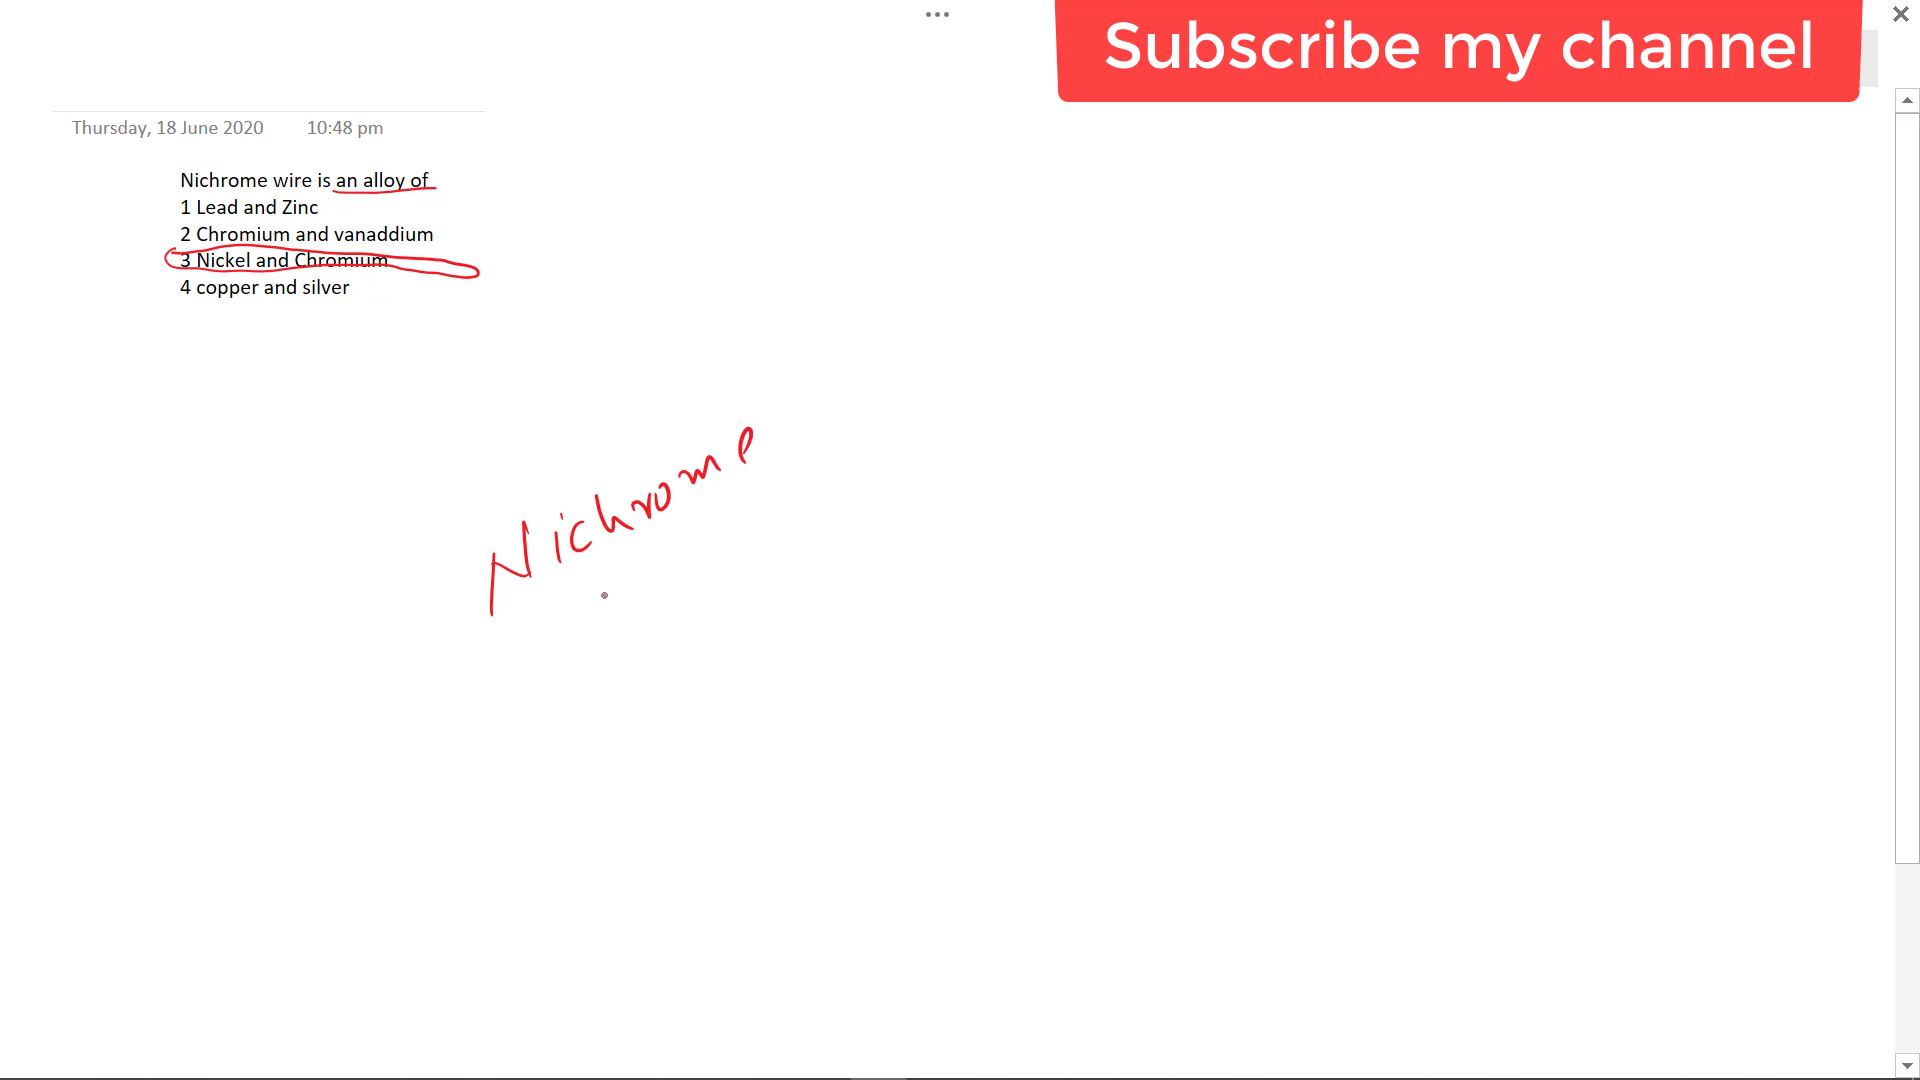 Subscribe my channel
Thursday, 18 June 2020 10:48 pm
Nichrome wire is an alloy of
1 Lead and Zinc
2 Chromium and vanaddium
3 Nickel and Chromium
4 copper and silver
Nichrome